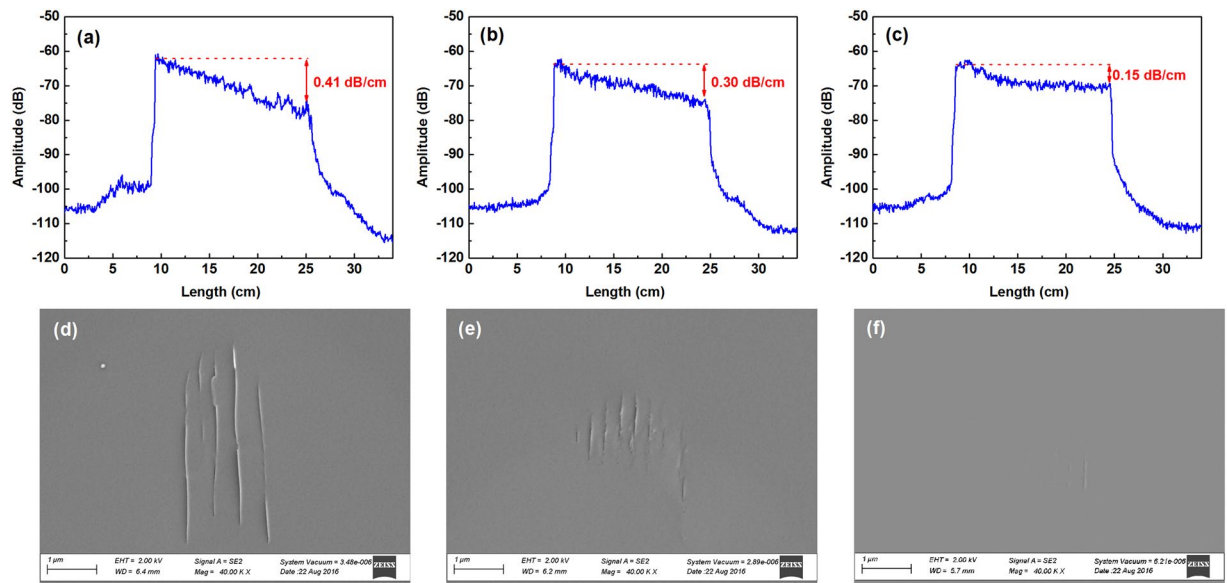 (a)
0.41 dB/cm
Amplitude (dB)
-50
-60
-70
-80
-90
-100
-110
-120
0 5 10 15 20 25 30
Length (cm)
(b)
0.30 dB/cm
Amplitude (dB)
-50
-60
-70
-80
-90
-100
-110
-120
0 5 10 15 20 25 30
Length (cm)
(c)
0.15 dB/cm
Amplitude (dB)
-50
-60
-70
-80
-90
-100
-110
-120
0 5 10 15 20 25 30
Length (cm)
(d)
1 µm EHT = 2.00 kV Signal A = SE2 System Vacuum = 3.48e-006
WD = 6.4 mm Mag = 40.00 K X Date :22 Aug 2016 ZEISS
(e)
1 µm EHT = 2.00 kV Signal A = SE2 System Vacuum = 2.89e-006
WD = 6.2 mm Mag = 40.00 K X Date :22 Aug 2016 ZEISS
(f)
1 µm EHT = 2.00 kV Signal A = SE2 System Vacuum = 6.21e-006
WD = 5.7 mm Mag = 40.00 K X Date :22 Aug 2016 ZEISS